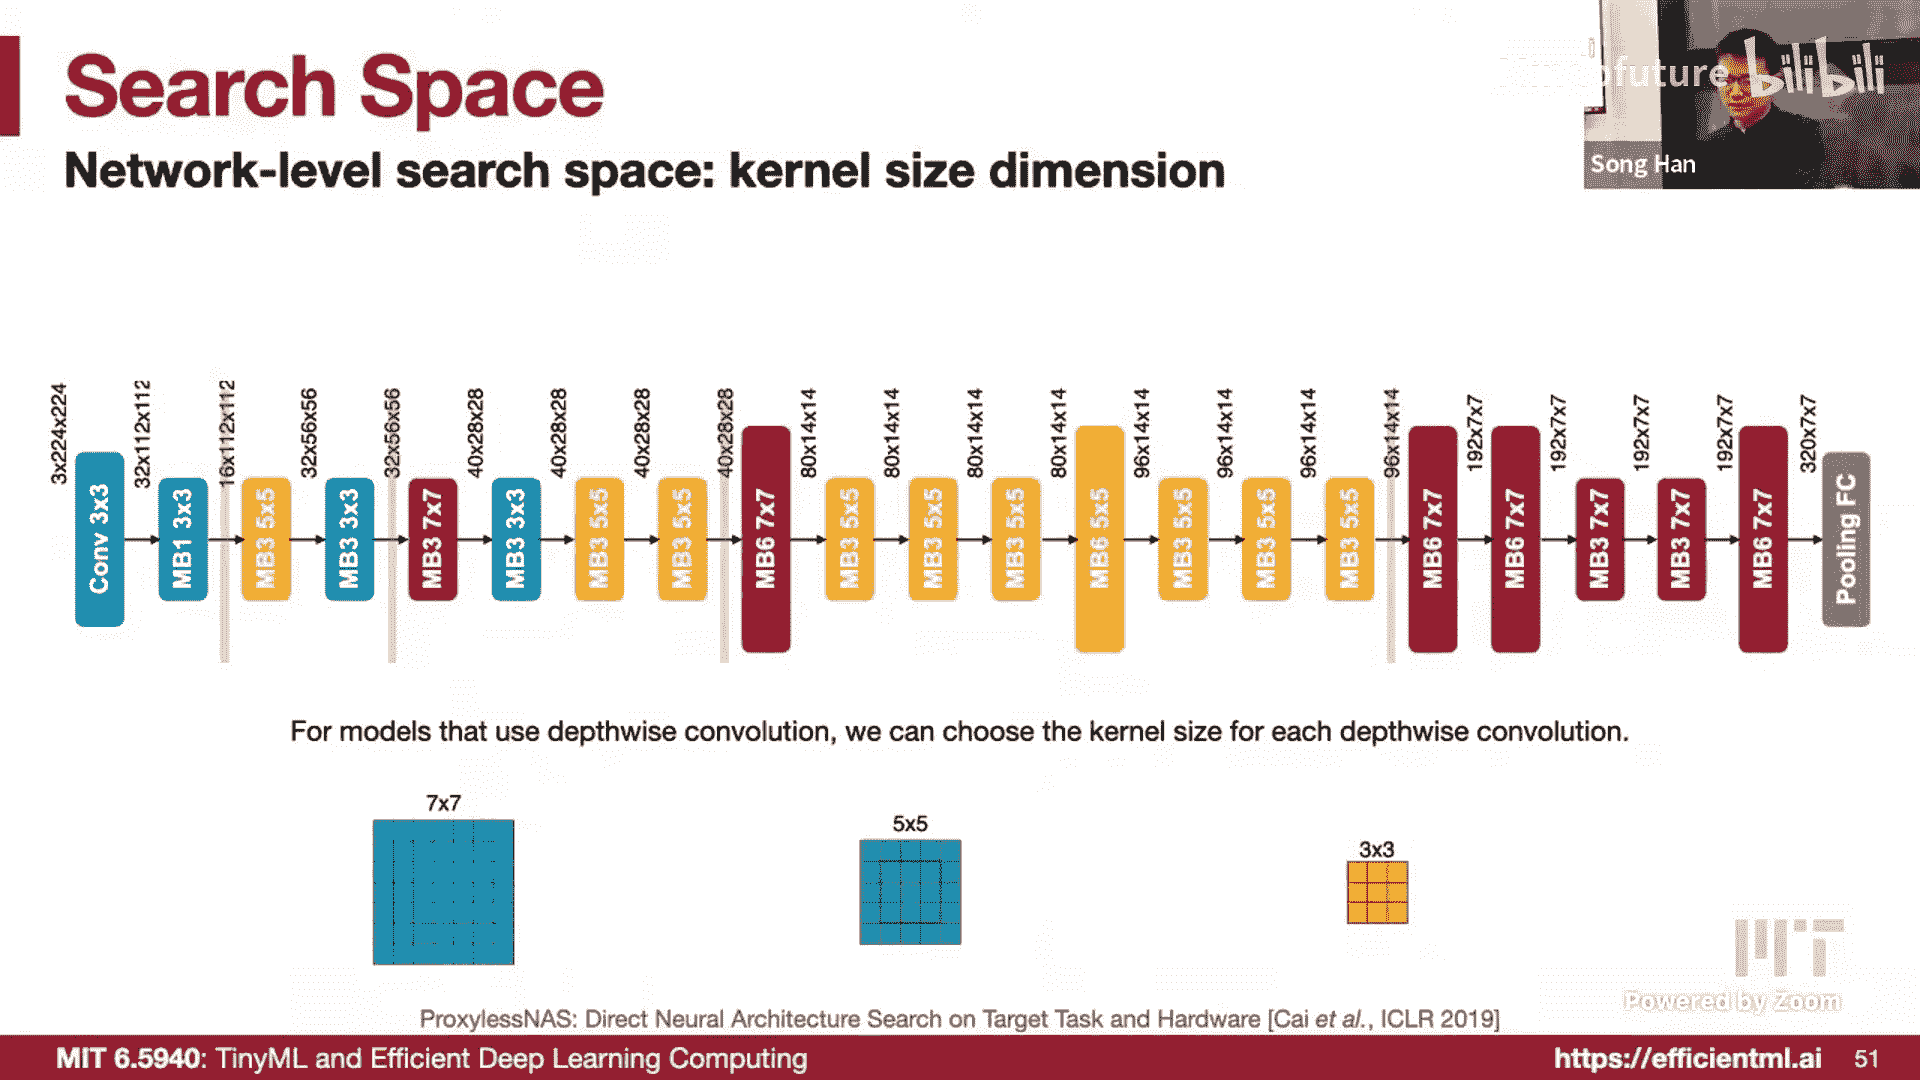 Search Space
Network-level search space: kernel size dimension
future
bilibili
Song Han
3x224x224
32x112x112
16x112x112
32x56x56
32x56x56
40x28x28
40x28x28
40x28x28
40x28x28
80x14x14
80x14x14
80x14x14
80x14x14
96x14x14
96x14x14
96x14x14
96x14x14
192x7x7
192x7x7
192x7x7
192x7x7
320x7x7
Conv 3x3
MB1 3x3
MB3 5x5
MB3 3x3
MB3 7x7
MB3 3x3
MB3 5x5
MB3 5x5
MB6 7x7
MB3 5x5
MB3 5x5
MB3 5x5
MB6 5x5
MB3 5x5
MB3 5x5
MB3 5x5
MB6 7x7
MB6 7x7
MB3 7x7
MB3 7x7
MB6 7x7
Pooling FC
For models that use depthwise convolution, we can choose the kernel size for each depthwise convolution.
7x7
5x5
3x3
MIT
Powered by Zoom
ProxylessNAS: Direct Neural Architecture Search on Target Task and Hardware [Cai et al., ICLR 2019]
MIT 6.5940: TinyML and Efficient Deep Learning Computing
https://efficientml.ai
51